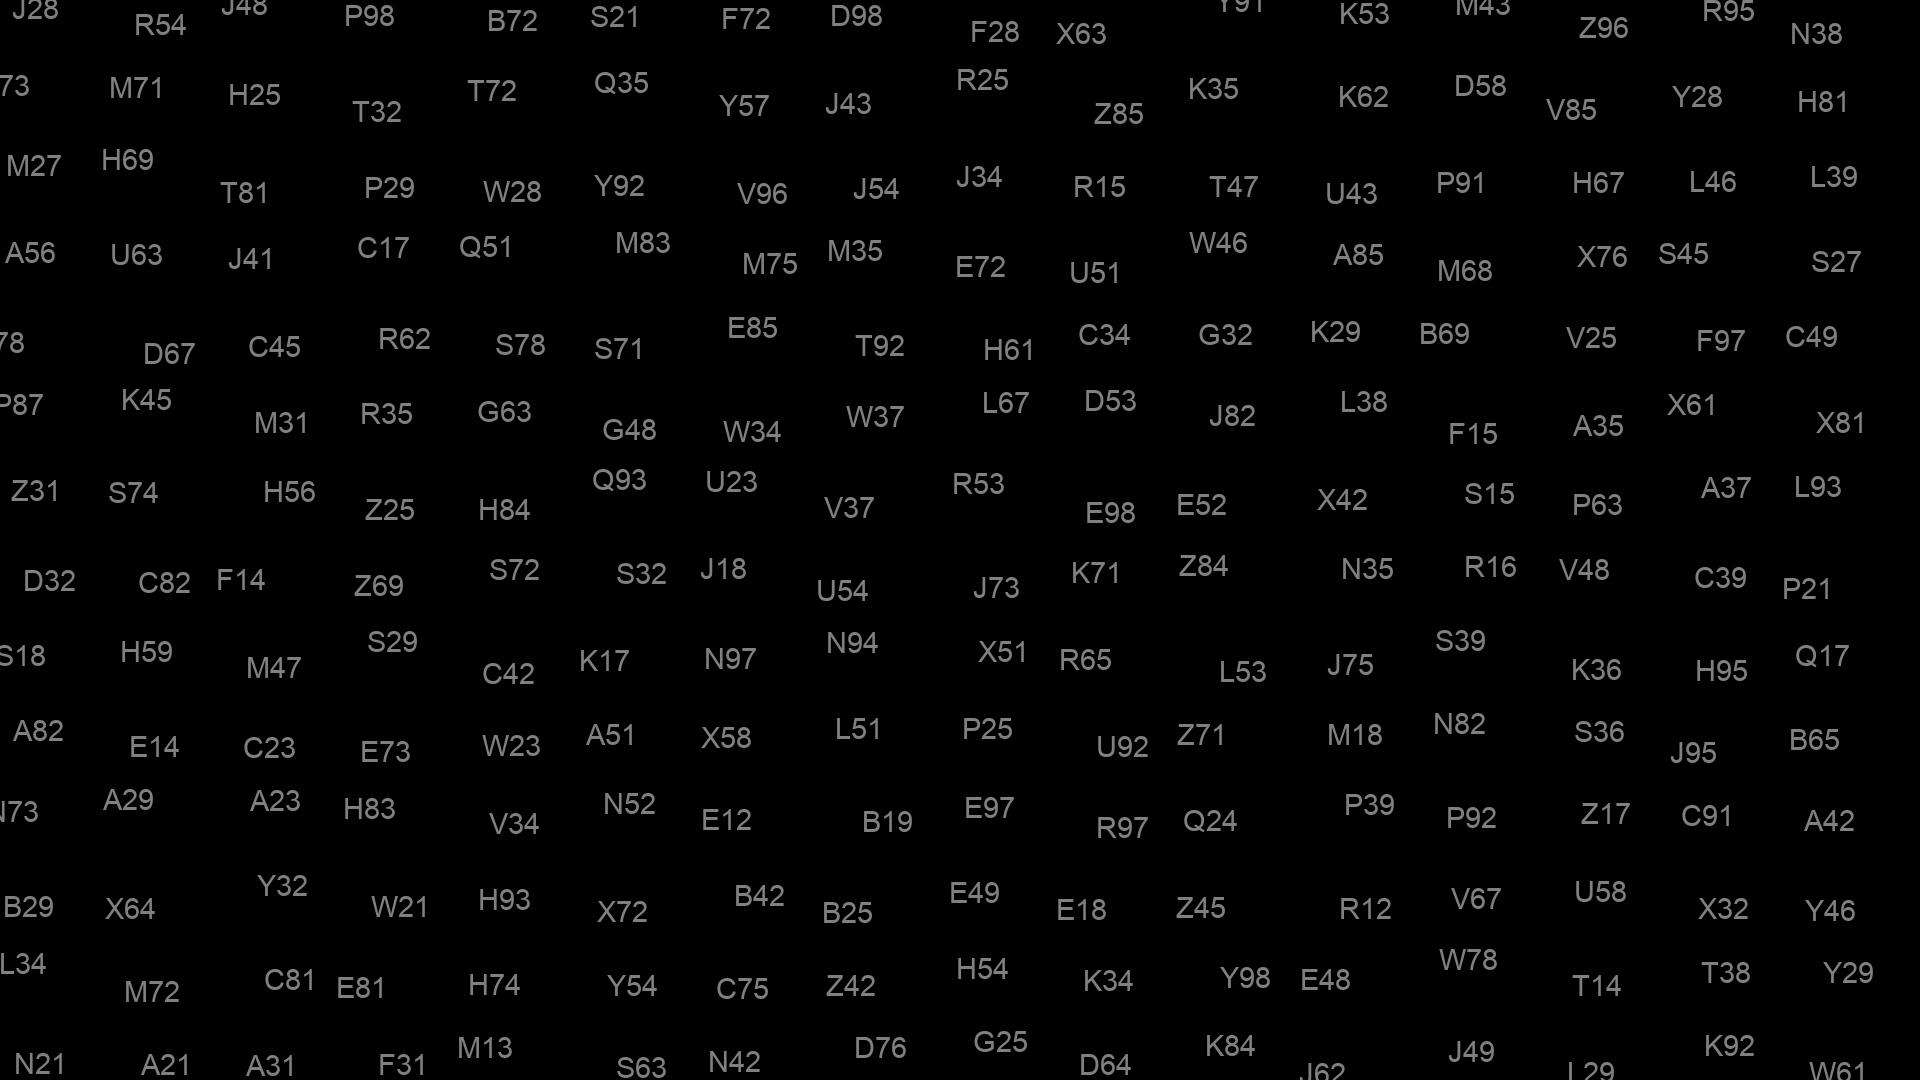 J28 R54 J48 P98 B72 S21 F72 D98 F28 X63 Y91 K53 M43 Z96 R95 N38
73 M71 H25 T32 T72 Q35 Y57 J43 R25 Z85 K35 K62 D58 V85 Y28 H81
M27 H69 T81 P29 W28 Y92 V96 J54 J34 R15 T47 U43 P91 H67 L46 L39
A56 U63 J41 C17 Q51 M83 M75 M35 E72 U51 W46 A85 M68 X76 S45 S27
78 D67 C45 R62 S78 S71 E85 T92 H61 C34 G32 K29 B69 V25 F97 C49
P87 K45 M31 R35 G63 G48 W34 W37 L67 D53 J82 L38 F15 A35 X61 X81
Z31 S74 H56 Z25 H84 Q93 U23 V37 R53 E98 E52 X42 S15 P63 A37 L93
D32 C82 F14 Z69 S72 S32 J18 U54 J73 K71 Z84 N35 R16 V48 C39 P21
S18 H59 M47 S29 C42 K17 N97 N94 X51 R65 L53 J75 S39 K36 H95 Q17
A82 E14 C23 E73 W23 A51 X58 L51 P25 U92 Z71 M18 N82 S36 J95 B65
N73 A29 A23 H83 V34 N52 E12 B19 E97 R97 Q24 P39 P92 Z17 C91 A42
B29 X64 Y32 W21 H93 X72 B42 B25 E49 E18 Z45 R12 V67 U58 X32 Y46
L34 M72 C81 E81 H74 Y54 C75 Z42 H54 K34 Y98 E48 W78 T14 T38 Y29
N21 A21 A31 F31 M13 S63 N42 D76 G25 D64 K84 J62 J49 L29 K92 W61